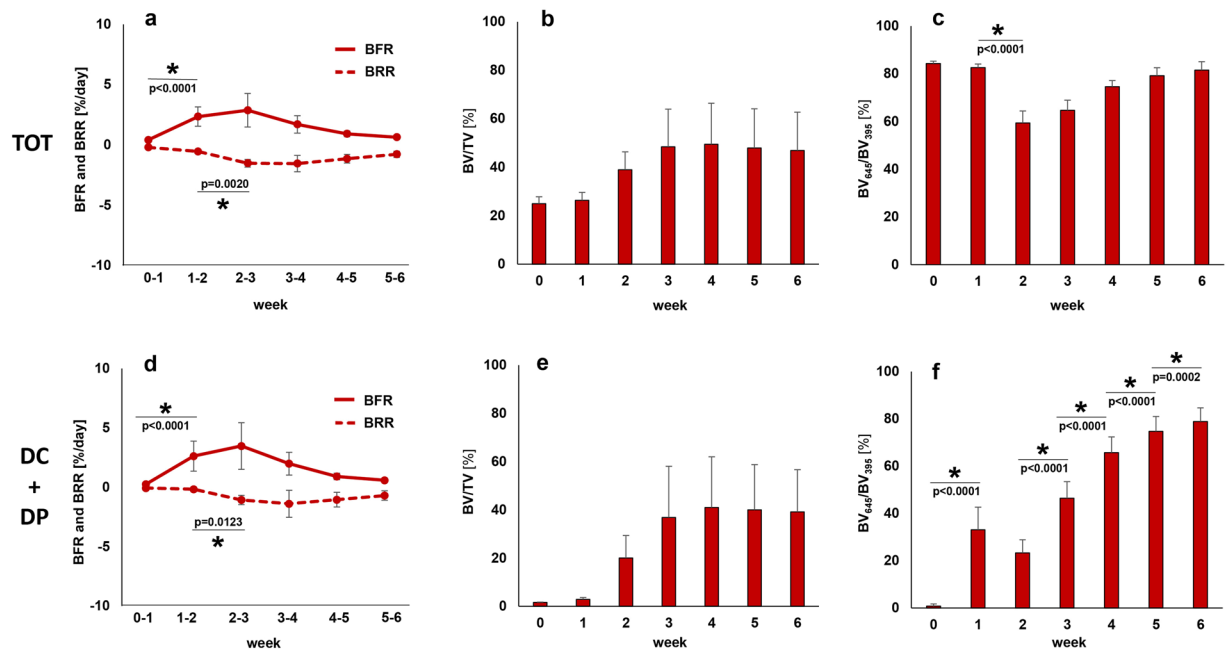 a
10
5
0
-5
-10
BFR and BRR [%/day]
BFR
BRR
*
p<0.0001
p=0.0020
*
0-1 1-2 2-3 3-4 4-5 5-6
week
TOT
b
100
80
60
40
20
0
BV/TV [%]
0 1 2 3 4 5 6
week
c
100
80
60
40
20
0
BV645/BV395 [%]
*
p<0.0001
0 1 2 3 4 5 6
week
DC
+
DP
d
10
5
0
-5
-10
BFR and BRR [%/day]
BFR
BRR
*
p<0.0001
p=0.0123
*
0-1 1-2 2-3 3-4 4-5 5-6
week
e
100
80
60
40
20
0
BV/TV [%]
0 1 2 3 4 5 6
week
f
100
80
60
40
20
0
BV645/BV395 [%]
*
p<0.0001
*
p<0.0001
*
p<0.0001
*
p<0.0001
*
p=0.0002
0 1 2 3 4 5 6
week